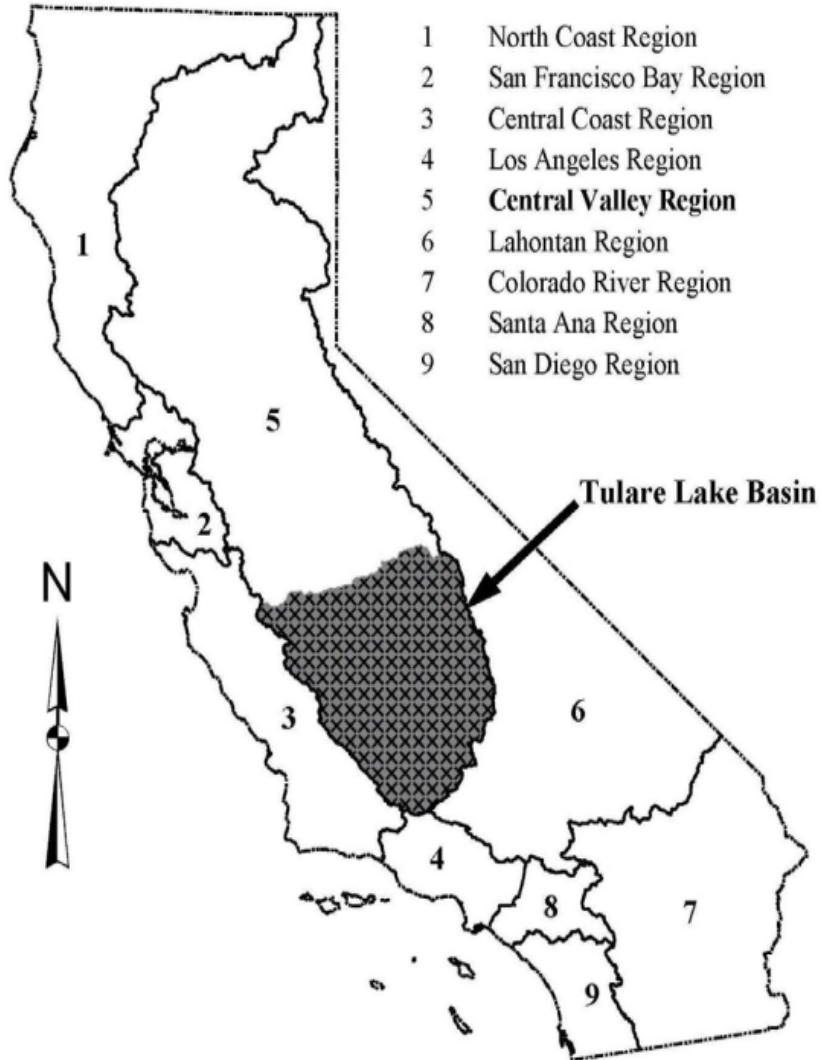 1 North Coast Region
2 San Francisco Bay Region
3 Central Coast Region
4 Los Angeles Region
5 Central Valley Region
6 Lahontan Region
7 Colorado River Region
8 Santa Ana Region
9 San Diego Region
1
5
Tulare Lake Basin
2
N
3
6
4
8
7
9